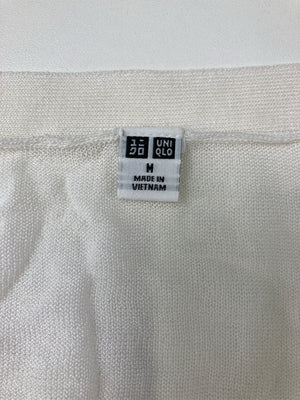 ユニ UNI
クロ QLO
M
MADE IN
VIETNAM